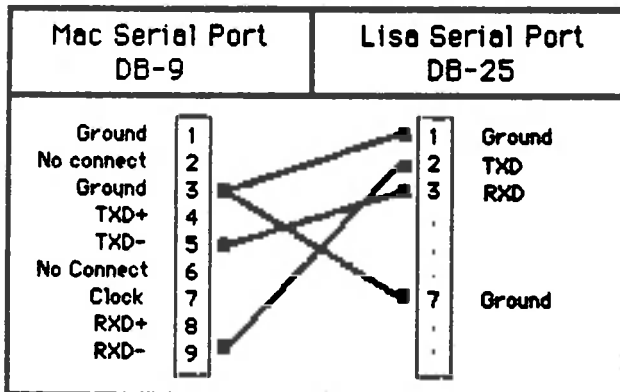 Mac Serial Port
DB-9
Lisa Serial Port
DB-25
Ground 1
No connect 2
Ground 3
TXD+ 4
TXD- 5
No Connect 6
Clock 7
RXD+ 8
RXD- 9
1 Ground
2 TXD
3 RXD
7 Ground